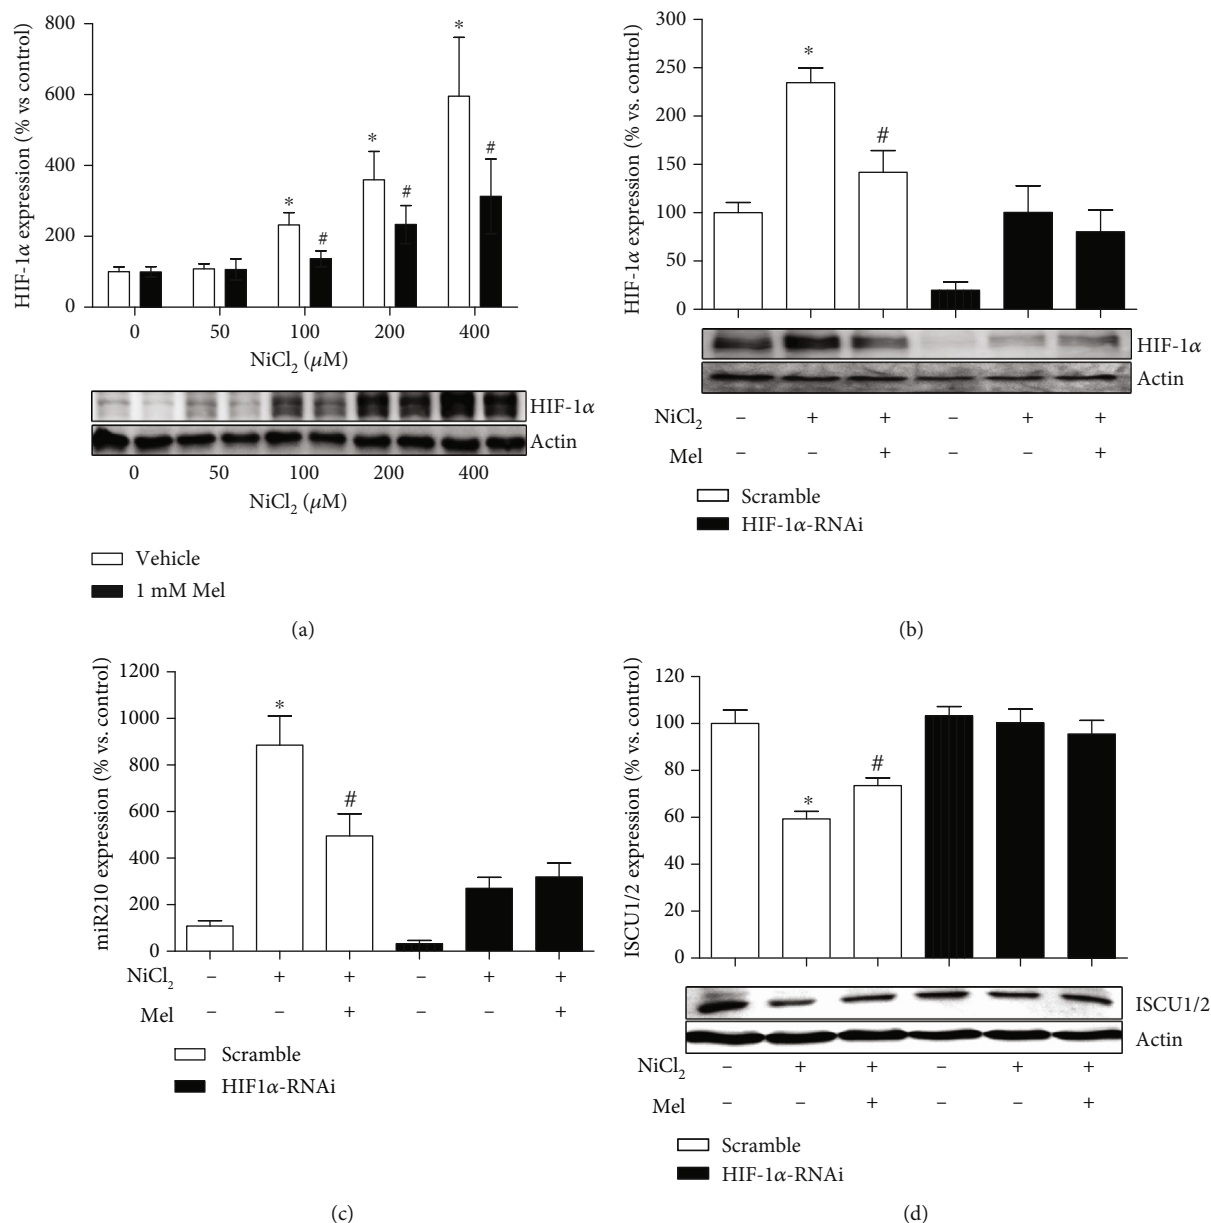 HIF-1α expression (% vs control)
800
600
400
200
0
*
*
#
*
#
#
0 50 100 200 400
NiCl2 (μM)
HIF-1α
Actin
0 50 100 200 400
NiCl2 (μM)
Vehicle
1 mM Mel
(a)
HIF-1α expression (% vs. control)
300
250
200
150
100
50
0
*
#
HIF-1α
Actin
NiCl2 – + + – + +
Mel – – + – – +
Scramble
HIF-1α-RNAi
(b)
miR210 expression (% vs. control)
1200
1000
800
600
400
200
0
*
#
NiCl2 – + + – + +
Mel – – + – – +
Scramble
HIF1α-RNAi
(c)
ISCU1/2 expression (% vs. control)
120
100
80
60
40
20
0
*
#
ISCU1/2
Actin
NiCl2 – + + – + +
Mel – – + – – +
Scramble
HIF-1α-RNAi
(d)